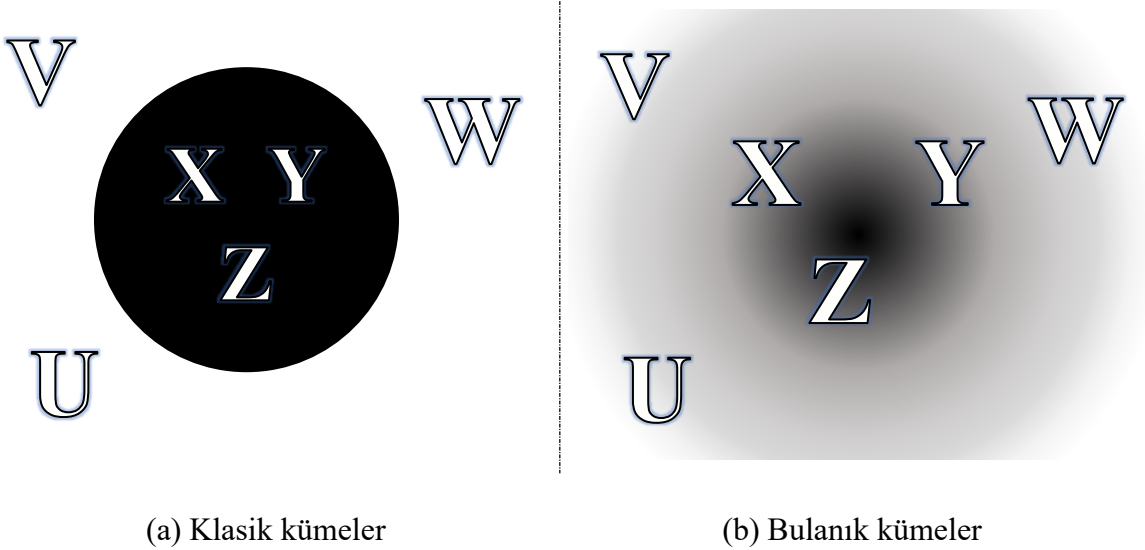 V
W
X Y
Z
U
V
W
X Y
Z
U
(a) Klasik kümeler
(b) Bulanık kümeler